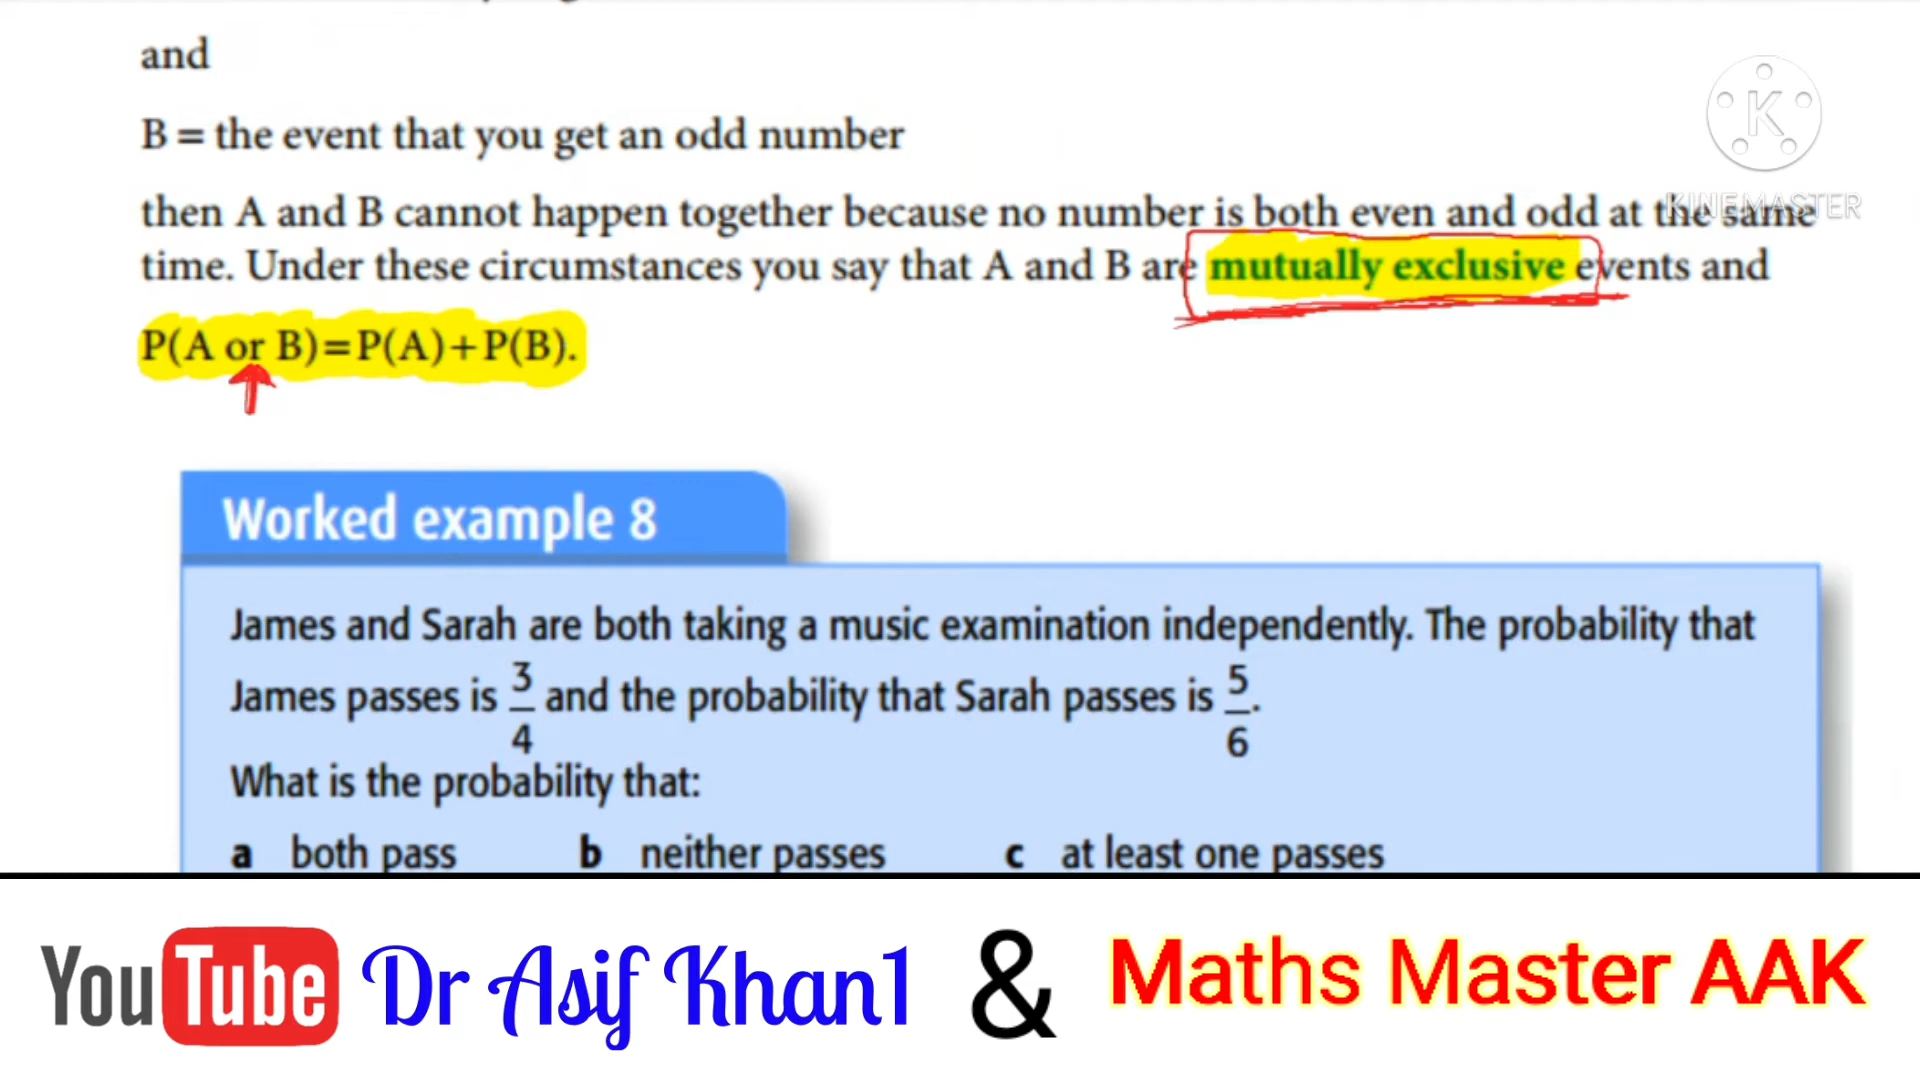 and
B = the event that you get an odd number
then A and B cannot happen together because no number is both even and odd at the same
time. Under these circumstances you say that A and B are mutually exclusive events and
P(A or B)=P(A)+P(B).
K
KINEMASTER
Worked example 8
James and Sarah are both taking a music examination independently. The probability that
James passes is 3/4 and the probability that Sarah passes is 5/6.
What is the probability that:
a both pass b neither passes c at least one passes
YouTube Dr Asif Khan1 & Maths Master AAK